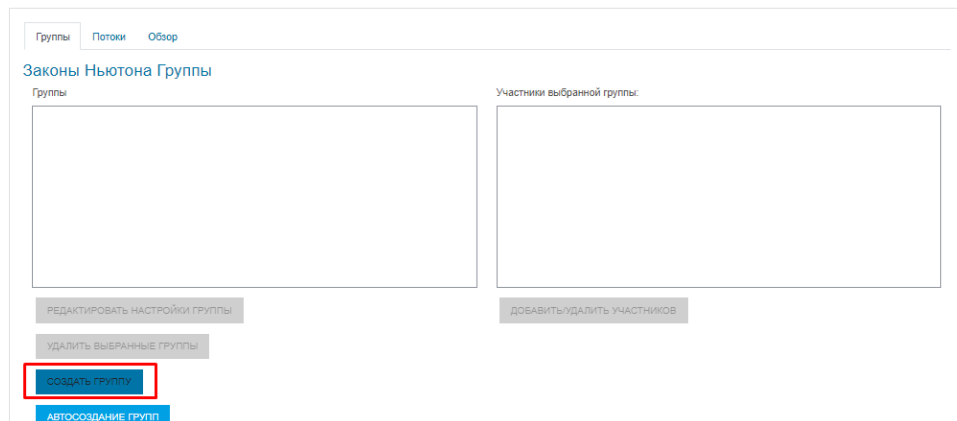 Группы Потоки Обзор
Законы Ньютона Группы
Группы
Участники выбранной группы:
РЕДАКТИРОВАТЬ НАСТРОЙКИ ГРУППЫ
ДОБАВИТЬ/УДАЛИТЬ УЧАСТНИКОВ
УДАЛИТЬ ВЫБРАННЫЕ ГРУППЫ
СОЗДАТЬ ГРУППУ
АВТОСОЗДАНИЕ ГРУПП